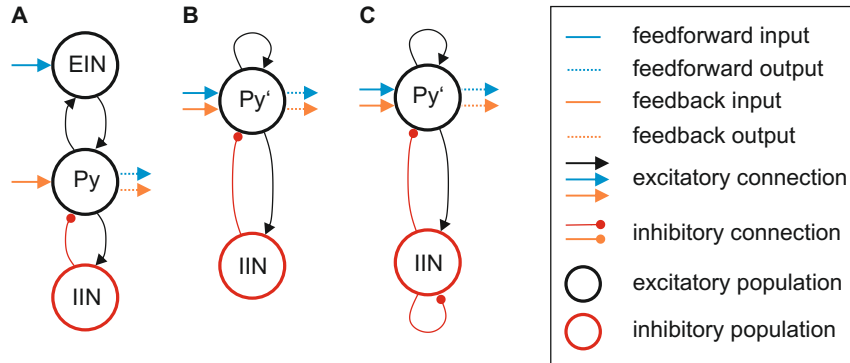 A
EIN
Py
IIN
B
Py‘
IIN
C
Py‘
IIN
feedforward input
feedforward output
feedback input
feedback output
excitatory connection
inhibitory connection
excitatory population
inhibitory population